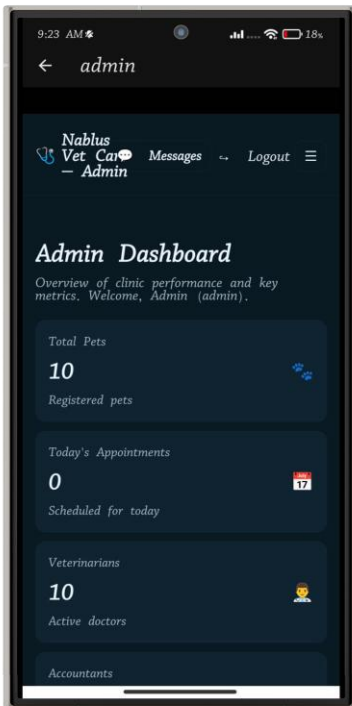 9:23 AM
18%
admin
Nablus
Vet Car
— Admin
Messages
Logout
Admin Dashboard
Overview of clinic performance and key
metrics. Welcome, Admin (admin).
Total Pets
10
Registered pets
Today's Appointments
0
July
17
Scheduled for today
Veterinarians
10
Active doctors
Accountants